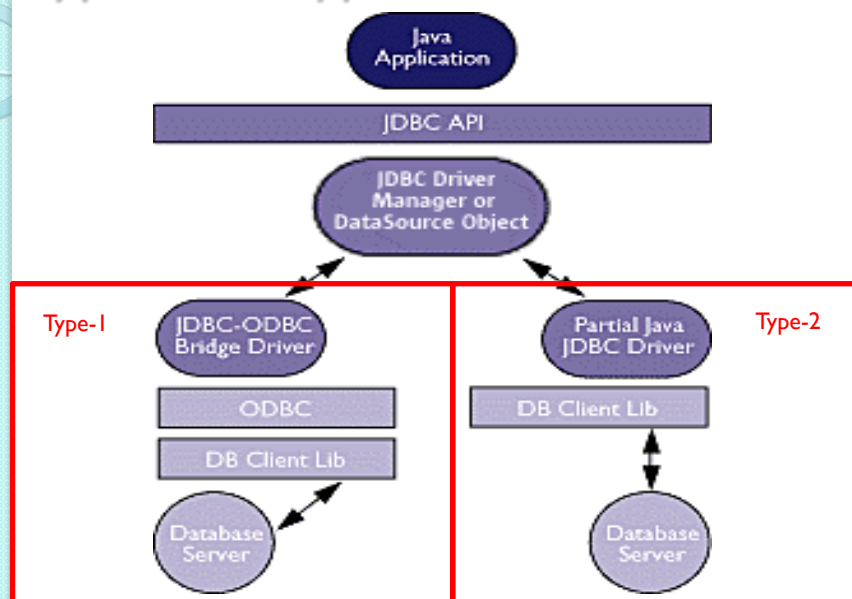 Java
Application
JDBC API
JDBC Driver
Manager or
DataSource Object
Type-1
JDBC-ODBC
Bridge Driver
ODBC
DB Client Lib
Database
Server
Partial Java
JDBC Driver
Type-2
DB Client Lib
Database
Server